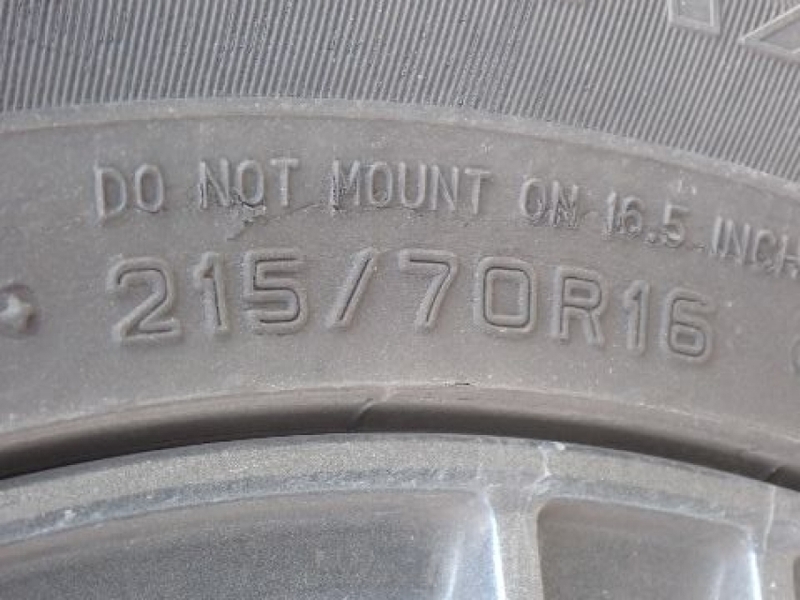 DO NOT MOUNT ON 16.5 INCH
215/70R16